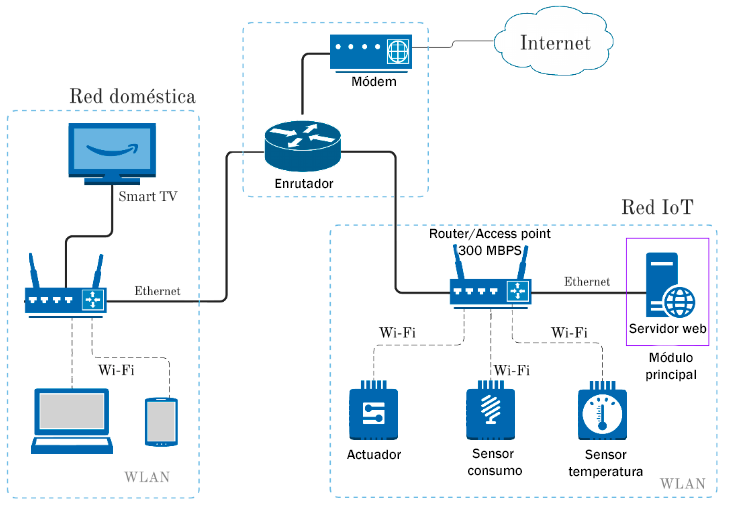 Internet
Módem
Red doméstica
Enrutador
Smart TV
Red IoT
Router/Access point
300 MBPS
Ethernet
Ethernet
Servidor web
Módulo
principal
Wi-Fi
Wi-Fi
Wi-Fi
Wi-Fi
Actuador
Sensor
consumo
Sensor
temperatura
WLAN
WLAN